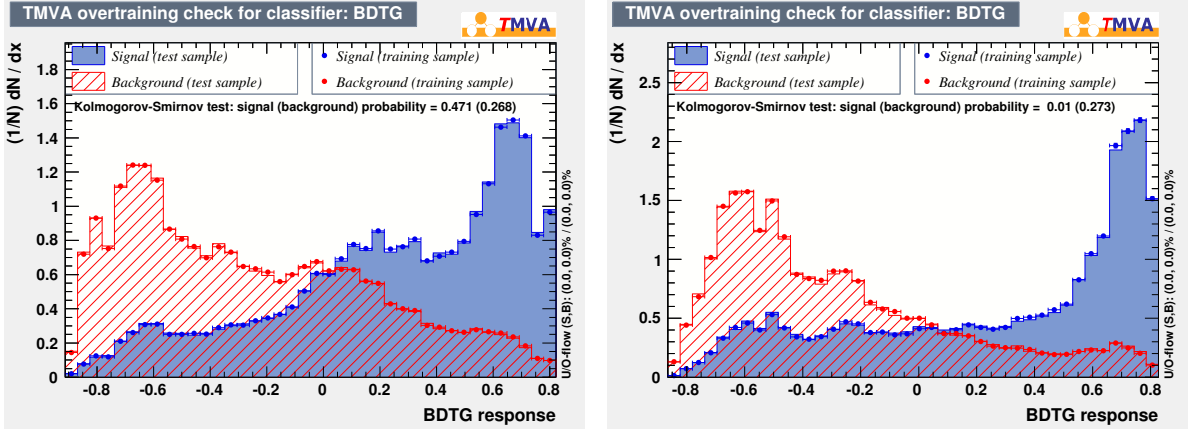 TMVA overtraining check for classifier: BDTG
TMVA
Signal (test sample)
Signal (training sample)
Background (test sample)
Background (training sample)
Kolmogorov-Smirnov test: signal (background) probability = 0.471 (0.268)
(1/N) dN / dx
1.8
1.6
1.4
1.2
1
0.8
0.6
0.4
0.2
0
-0.8 -0.6 -0.4 -0.2 0 0.2 0.4 0.6 0.8
BDTG response
U/O-flow (S,B): (0.0, 0.0)% / (0.0, 0.0)%
TMVA overtraining check for classifier: BDTG
TMVA
Signal (test sample)
Signal (training sample)
Background (test sample)
Background (training sample)
Kolmogorov-Smirnov test: signal (background) probability = 0.01 (0.273)
(1/N) dN / dx
2.5
2
1.5
1
0.5
0
-0.8 -0.6 -0.4 -0.2 0 0.2 0.4 0.6 0.8
BDTG response
U/O-flow (S,B): (0.0, 0.0)% / (0.0, 0.0)%